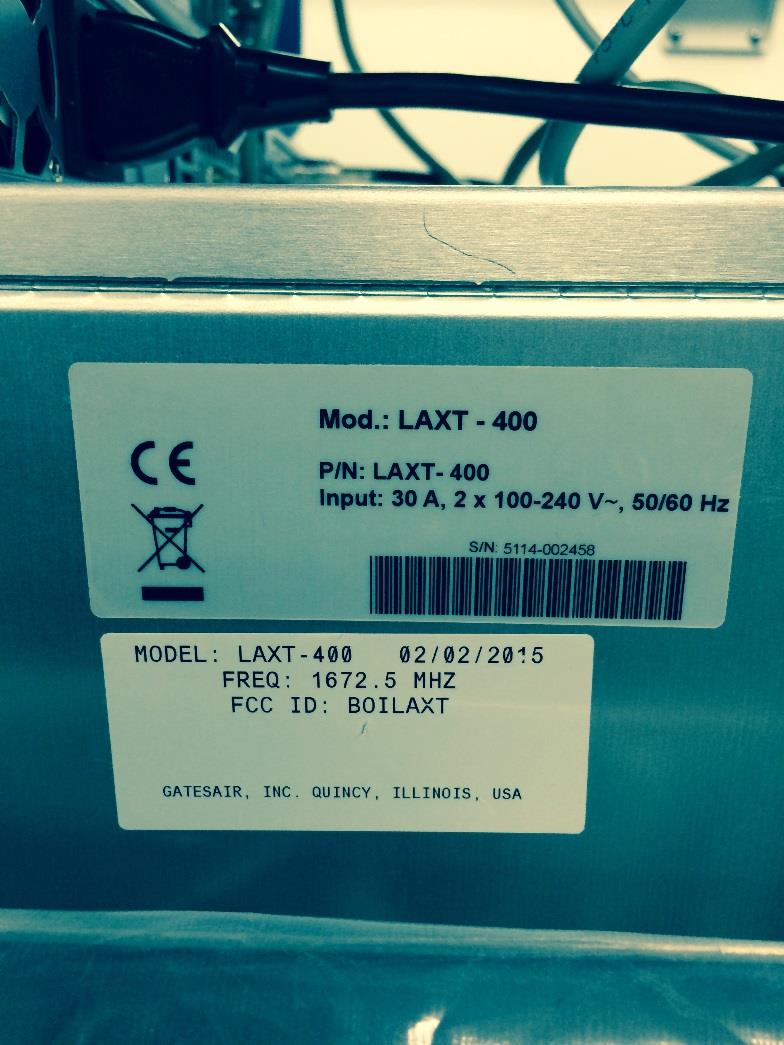 CE
Mod.: LAXT - 400
P/N: LAXT- 400
Input: 30 A, 2 x 100-240 V~, 50/60 Hz
S/N: 5114-002458
MODEL: LAXT-400 02/02/2015
FREQ: 1672.5 MHZ
FCC ID: BOILAXT
GATESAIR, INC. QUINCY, ILLINOIS, USA